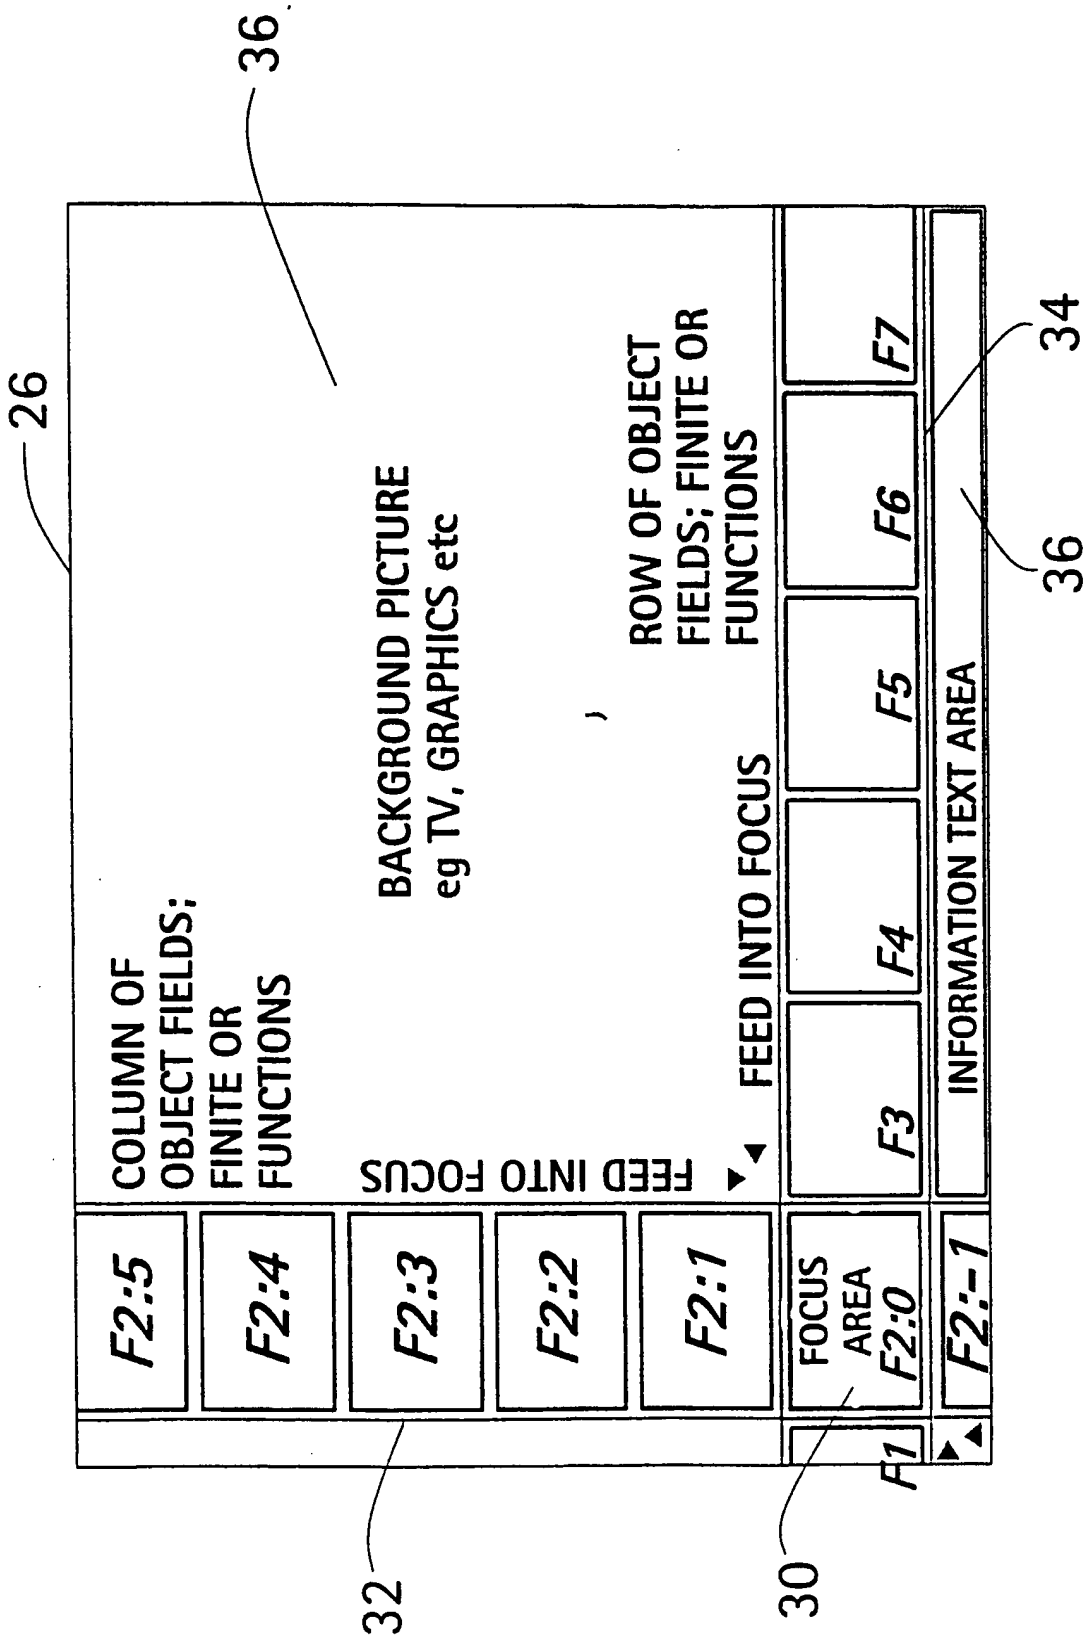 26
36
COLUMN OF
OBJECT FIELDS;
FINITE OR
FUNCTIONS
BACKGROUND PICTURE
eg TV, GRAPHICS etc
ROW OF OBJECT
FIELDS; FINITE OR
FUNCTIONS
FEED INTO FOCUS
FEED INTO FOCUS
F2:5
F2:4
F2:3
F2:2
F2:1
32
30
FOCUS
AREA
F2:0
F1
F3
F4
F5
F6
F7
F2:-1
INFORMATION TEXT AREA
36
34